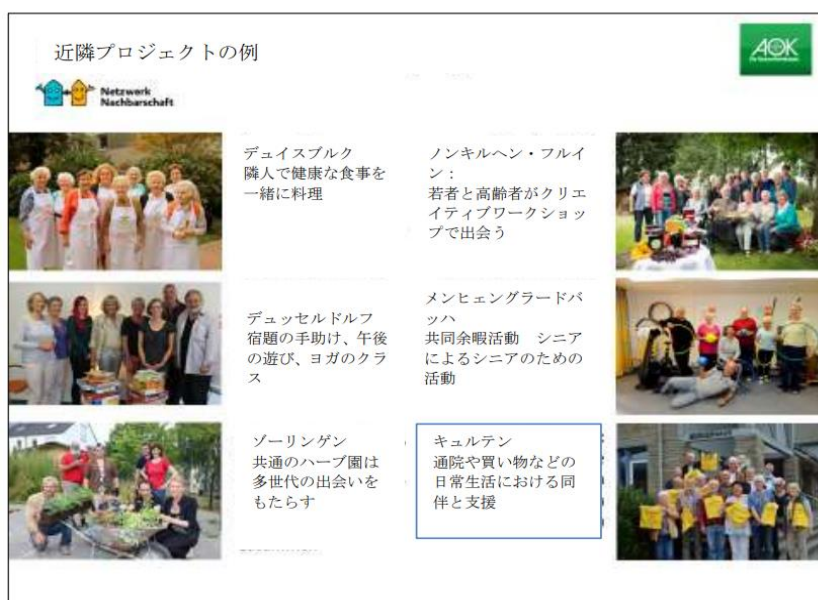 近隣プロジェクトの例
AOK
Netzwerk
Nachbarschaft
デュイスブルク
隣人で健康な食事を
一緒に料理
ノンキルヘン・フルイ
ン：
若者と高齢者がクリエ
イティブワークショッ
プで出会う
デュッセルドルフ
宿題の手助け、午後
の遊び、ヨガのクラ
ス
メンヒェングラードバ
ッハ
共同余暇活動　シニア
によるシニアのための
活動
ゾーリンゲン
共通のハーブ園は
多世代の出会いを
もたらす
キュルテン
通院や買い物などの
日常生活における同
伴と支援